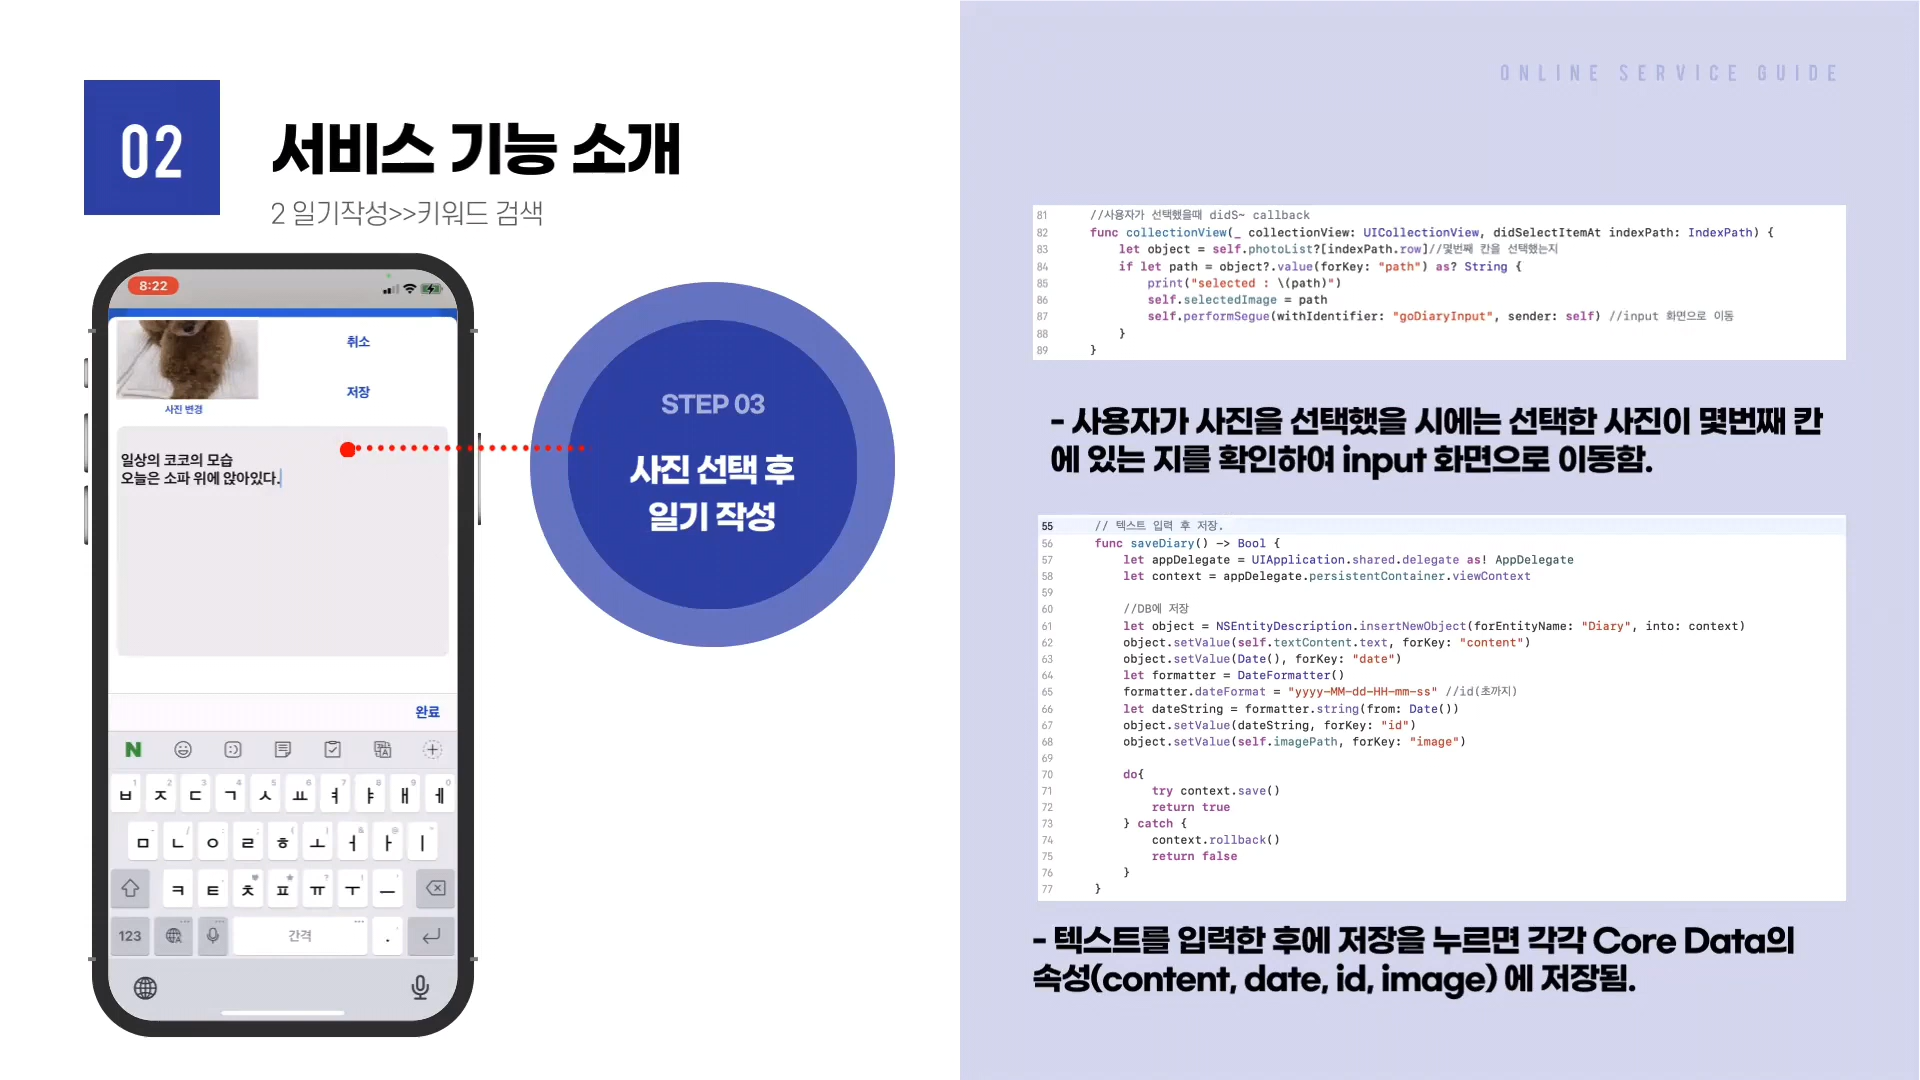 02
서비스 기능 소개
2 일기작성>>키워드 검색
8:22
취소
저장
사진 변경
일상의 코코의 모습
오늘은 소파 위에 앉아있다.
완료
N
ㅂ ㅈ ㄷ ㄱ ㅅ ㅛ ㅕ ㅑ ㅐ ㅔ
ㅁ ㄴ ㅇ ㄹ ㅎ ㅗ ㅓ ㅏ ㅣ
ㅋ ㅌ ㅊ ㅍ ㅠ ㅜ ㅡ
123 간격 .
STEP 03
사진 선택 후
일기 작성
ONLINE SERVICE GUIDE
81 //사용자가 선택했을때 didS~ callback
82 func collectionView(_ collectionView: UICollectionView, didSelectItemAt indexPath: IndexPath) {
83 let object = self.photoList?[indexPath.row]//몇번째 칸을 선택했는지
84 if let path = object?.value(forKey: "path") as? String {
85 print("selected : \(path)")
86 self.selectedImage = path
87 self.performSegue(withIdentifier: "goDiaryInput", sender: self) //input 화면으로 이동
88 }
89 }
- 사용자가 사진을 선택했을 시에는 선택한 사진이 몇번째 칸
에 있는 지를 확인하여 input 화면으로 이동함.
55 // 텍스트 입력 후 저장.
56 func saveDiary() -> Bool {
57 let appDelegate = UIApplication.shared.delegate as! AppDelegate
58 let context = appDelegate.persistentContainer.viewContext
59
60 //DB에 저장
61 let object = NSEntityDescription.insertNewObject(forEntityName: "Diary", into: context)
62 object.setValue(self.textContent.text, forKey: "content")
63 object.setValue(Date(), forKey: "date")
64 let formatter = DateFormatter()
65 formatter.dateFormat = "yyyy-MM-dd-HH-mm-ss" //id(초까지)
66 let dateString = formatter.string(from: Date())
67 object.setValue(dateString, forKey: "id")
68 object.setValue(self.imagePath, forKey: "image")
69
70 do{
71 try context.save()
72 return true
73 } catch {
74 context.rollback()
75 return false
76 }
77 }
- 텍스트를 입력한 후에 저장을 누르면 각각 Core Data의
속성(content, date, id, image) 에 저장됨.